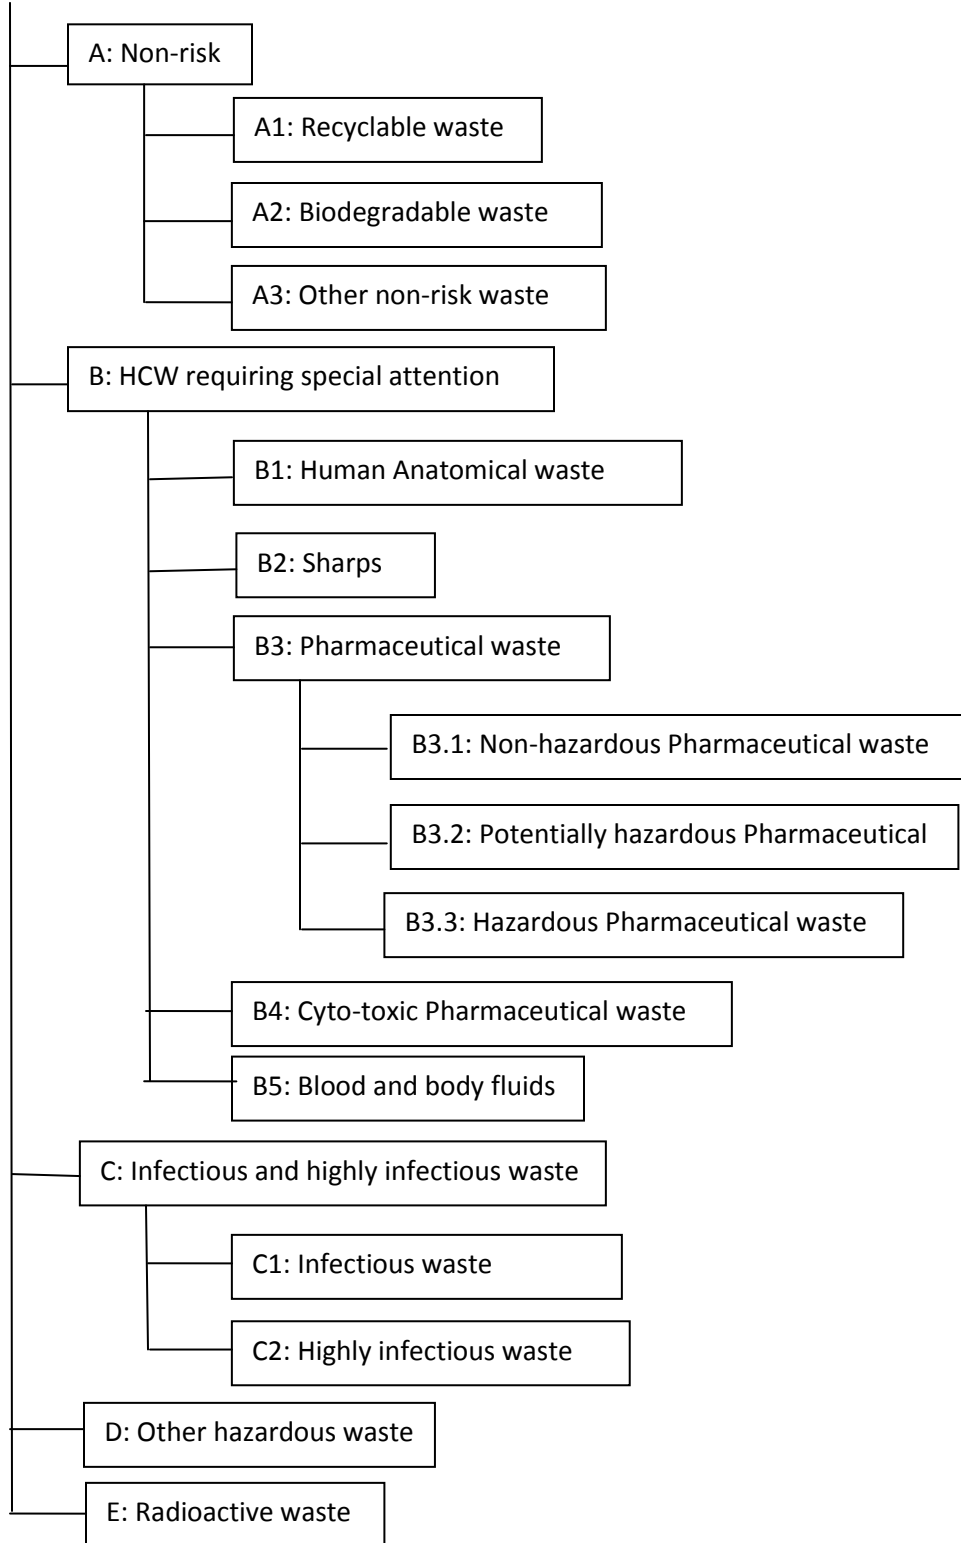 A: Non-risk
A1: Recyclable waste
A2: Biodegradable waste
A3: Other non-risk waste
B: HCW requiring special attention
B1: Human Anatomical waste
B2: Sharps
B3: Pharmaceutical waste
B3.1: Non-hazardous Pharmaceutical waste
B3.2: Potentially hazardous Pharmaceutical
B3.3: Hazardous Pharmaceutical waste
B4: Cyto-toxic Pharmaceutical waste
B5: Blood and body fluids
C: Infectious and highly infectious waste
C1: Infectious waste
C2: Highly infectious waste
D: Other hazardous waste
E: Radioactive waste